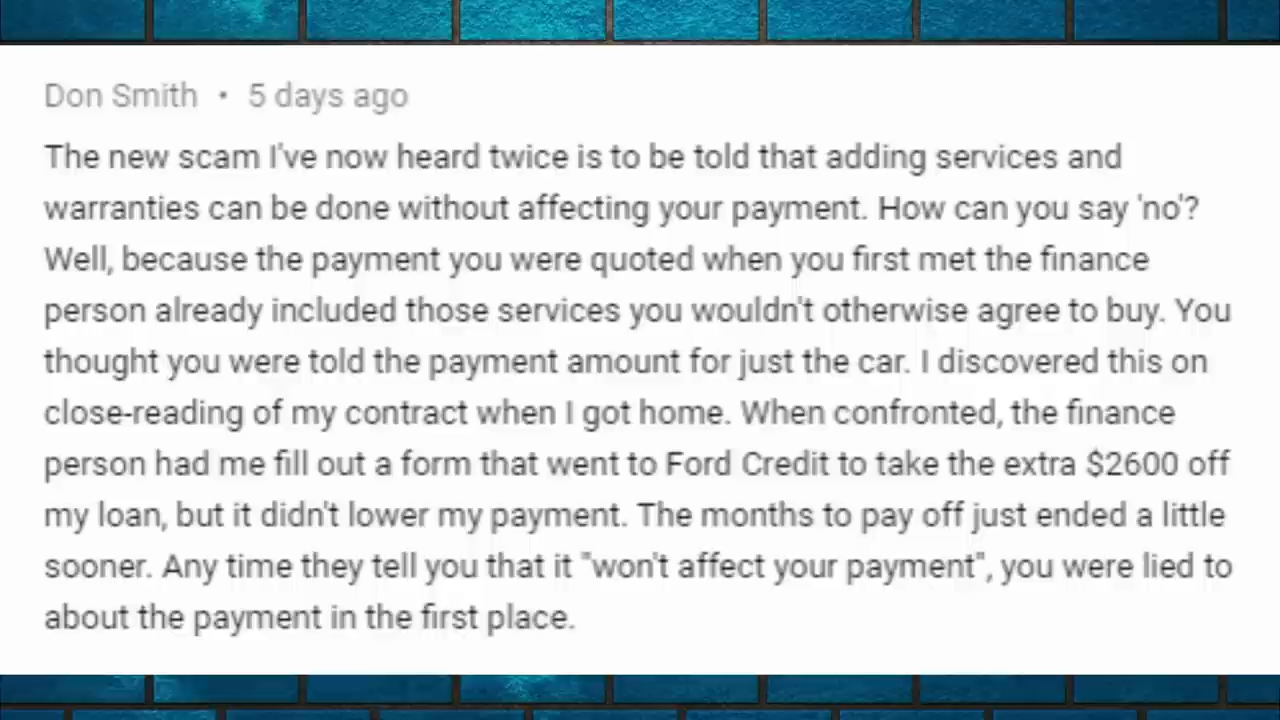 Don Smith • 5 days ago
The new scam I've now heard twice is to be told that adding services and
warranties can be done without affecting your payment. How can you say 'no'?
Well, because the payment you were quoted when you first met the finance
person already included those services you wouldn't otherwise agree to buy. You
thought you were told the payment amount for just the car. I discovered this on
close-reading of my contract when I got home. When confronted, the finance
person had me fill out a form that went to Ford Credit to take the extra $2600 off
my loan, but it didn't lower my payment. The months to pay off just ended a little
sooner. Any time they tell you that it "won't affect your payment", you were lied to
about the payment in the first place.